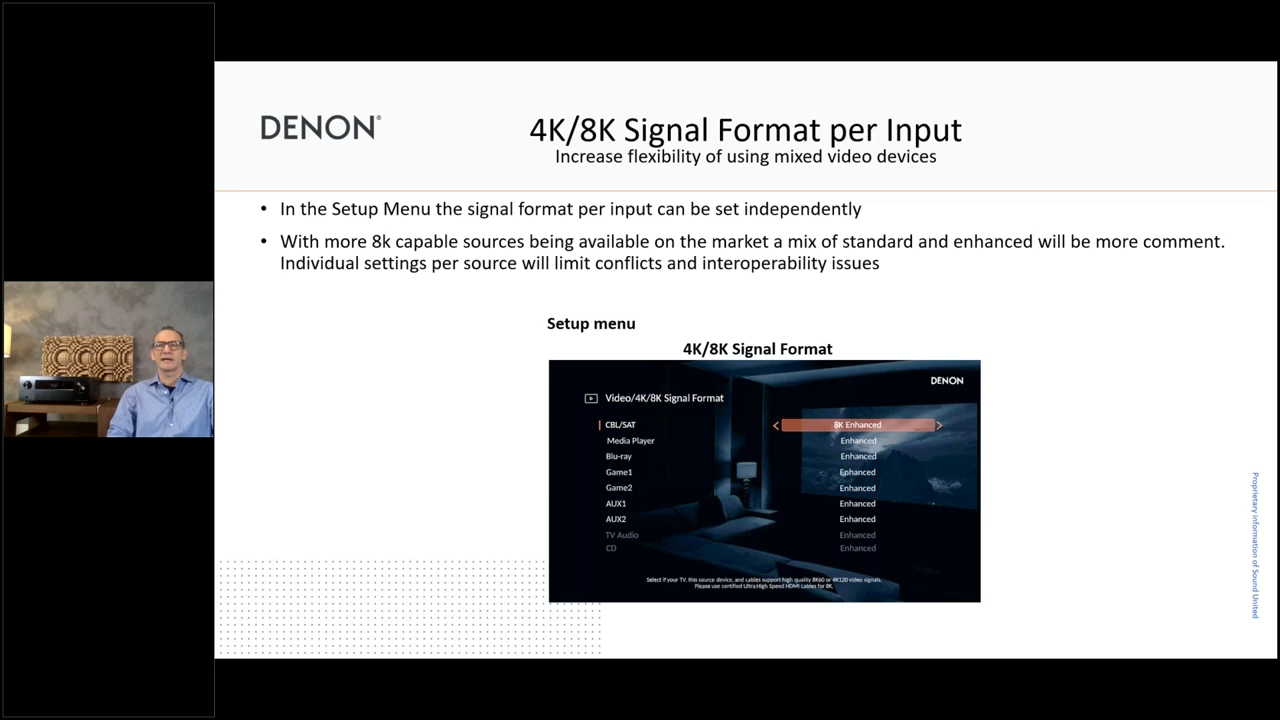 DENON®
4K/8K Signal Format per Input
Increase flexibility of using mixed video devices
• In the Setup Menu the signal format per input can be set independently
• With more 8k capable sources being available on the market a mix of standard and enhanced will be more comment.
Individual settings per source will limit conflicts and interoperability issues
Setup menu
4K/8K Signal Format
DENON
Video/4K/8K Signal Format
CBL/SAT < 8K Enhanced >
Media Player Enhanced
Blu-ray Enhanced
Game1 Enhanced
Game2 Enhanced
AUX1 Enhanced
AUX2 Enhanced
TV Audio Enhanced
CD Enhanced
Select if your TV, this source device, and cables support high quality 8K60 or 4K120 video signals.
Please use certified Ultra High Speed HDMI cables for 8K.
Proprietary information of Sound United